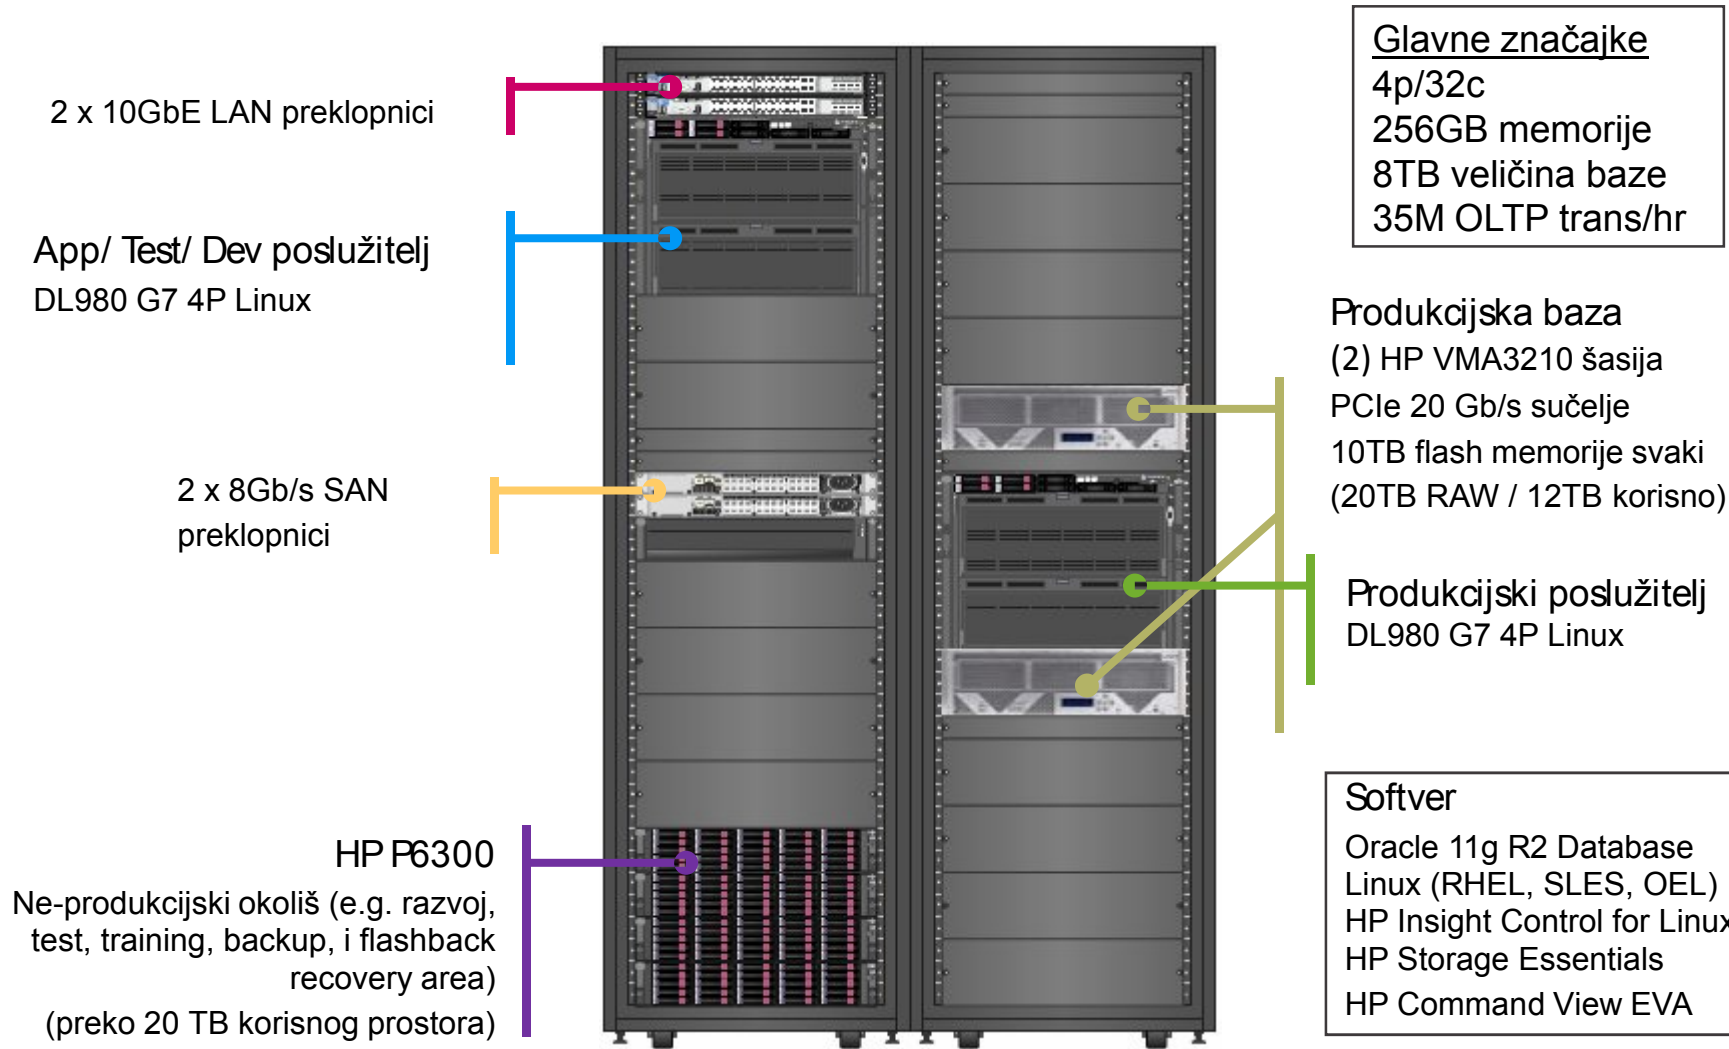 2 x 10GbE LAN preklopnici
App/ Test/ Dev poslužitelj
DL980 G7 4P Linux
2 x 8Gb/s SAN
preklopnici
HP P6300
Ne-produkcijski okoliš (e.g. razvoj,
test, training, backup, i flashback
recovery area)
(preko 20 TB korisnog prostora)
Glavne značajke
4p/32c
256GB memorije
8TB veličina baze
35M OLTP trans/hr
Produkcijska baza
(2) HP VMA3210 šasija
PCIe 20 Gb/s sučelje
10TB flash memorije svaki
(20TB RAW / 12TB korisno)
Produkcijski poslužitelj
DL980 G7 4P Linux
Softver
Oracle 11g R2 Database
Linux (RHEL, SLES, OEL)
HP Insight Control for Linux
HP Storage Essentials
HP Command View EVA